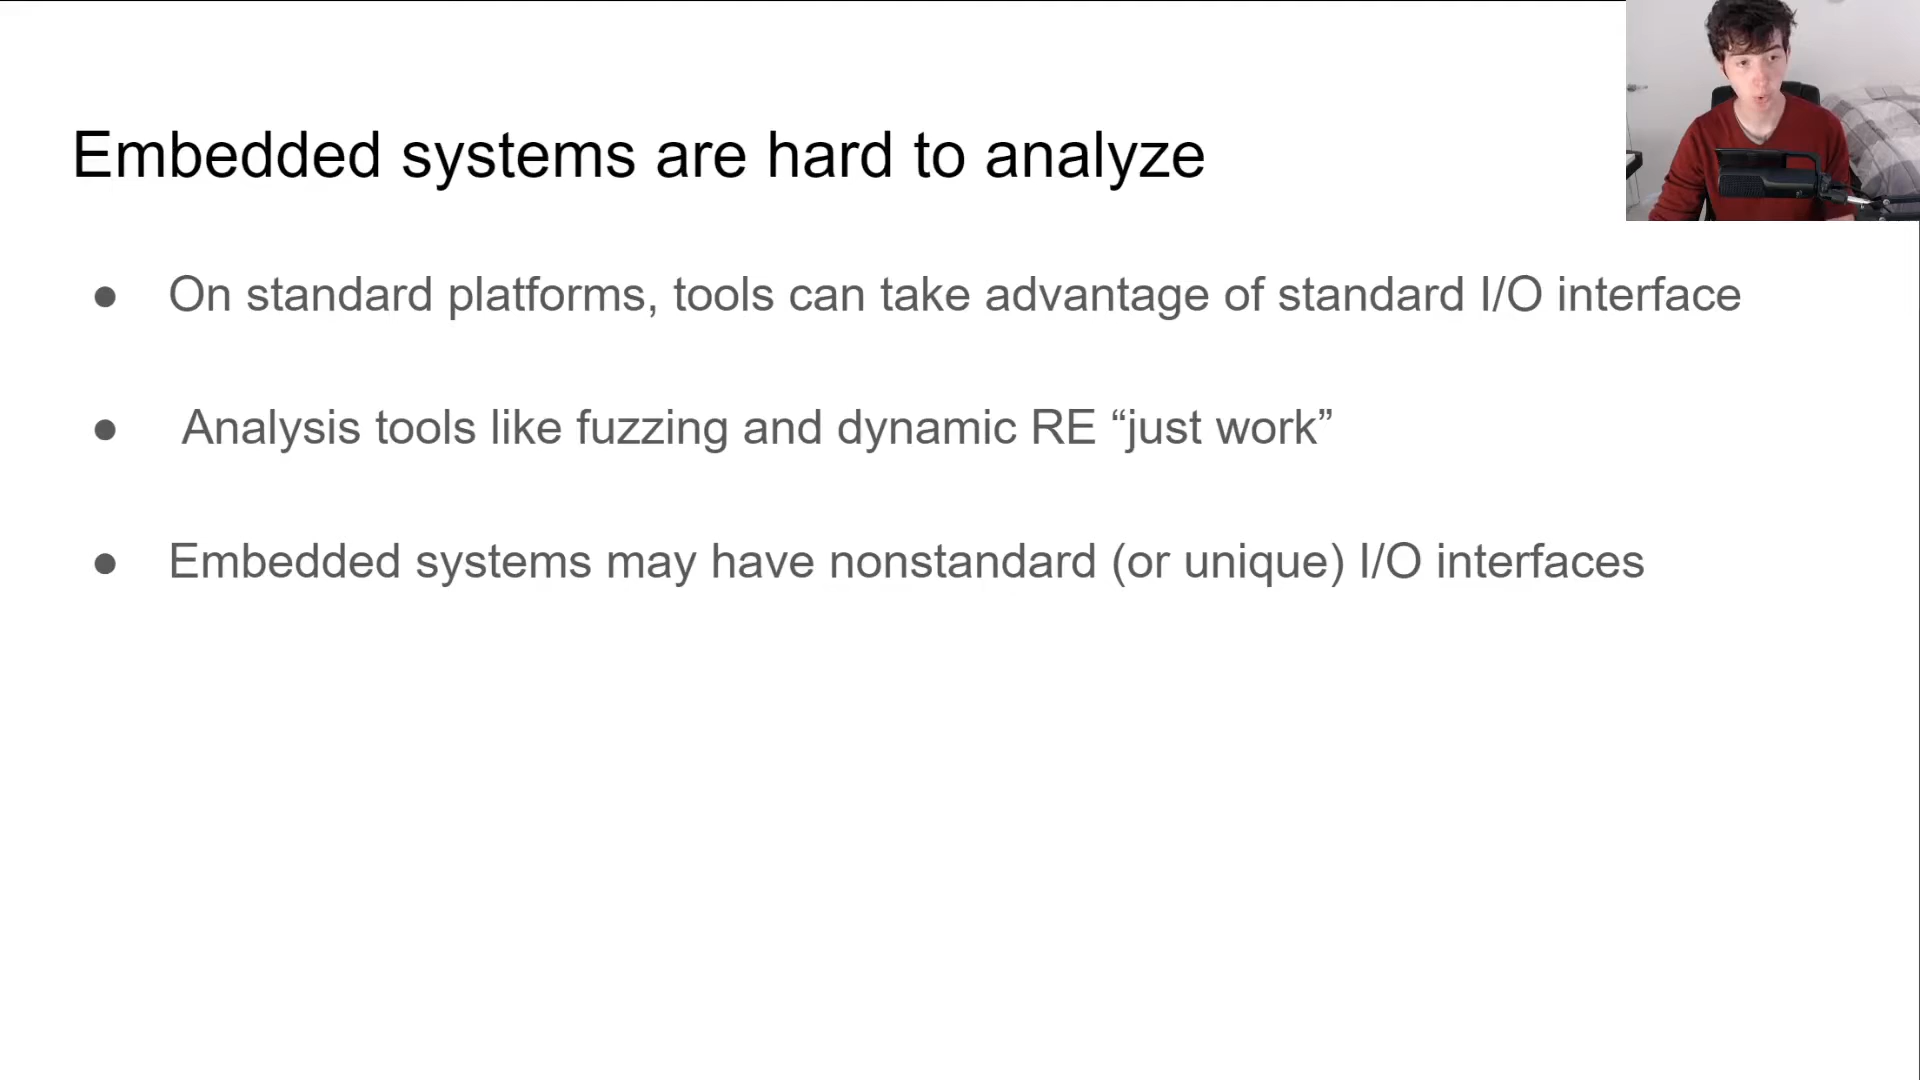 Embedded systems are hard to analyze
● On standard platforms, tools can take advantage of standard I/O interface
● Analysis tools like fuzzing and dynamic RE “just work”
● Embedded systems may have nonstandard (or unique) I/O interfaces